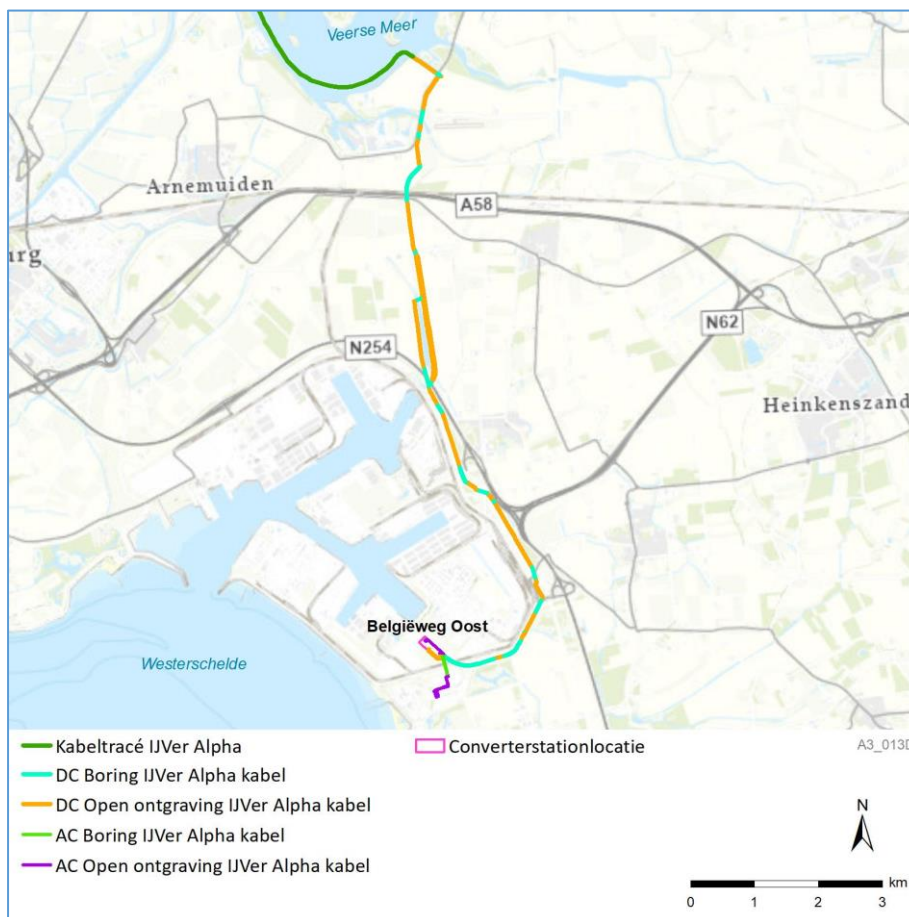 Veerse Meer
Arnemuiden
A58
urg
N62
N254
Heinkenszand
Belgiëweg Oost
Westerschelde
Kabeltracé IJVer Alpha
Converterstationlocatie
A3_013D
DC Boring IJVer Alpha kabel
DC Open ontgraving IJVer Alpha kabel
AC Boring IJVer Alpha kabel
N
AC Open ontgraving IJVer Alpha kabel
km
0 1 2 3